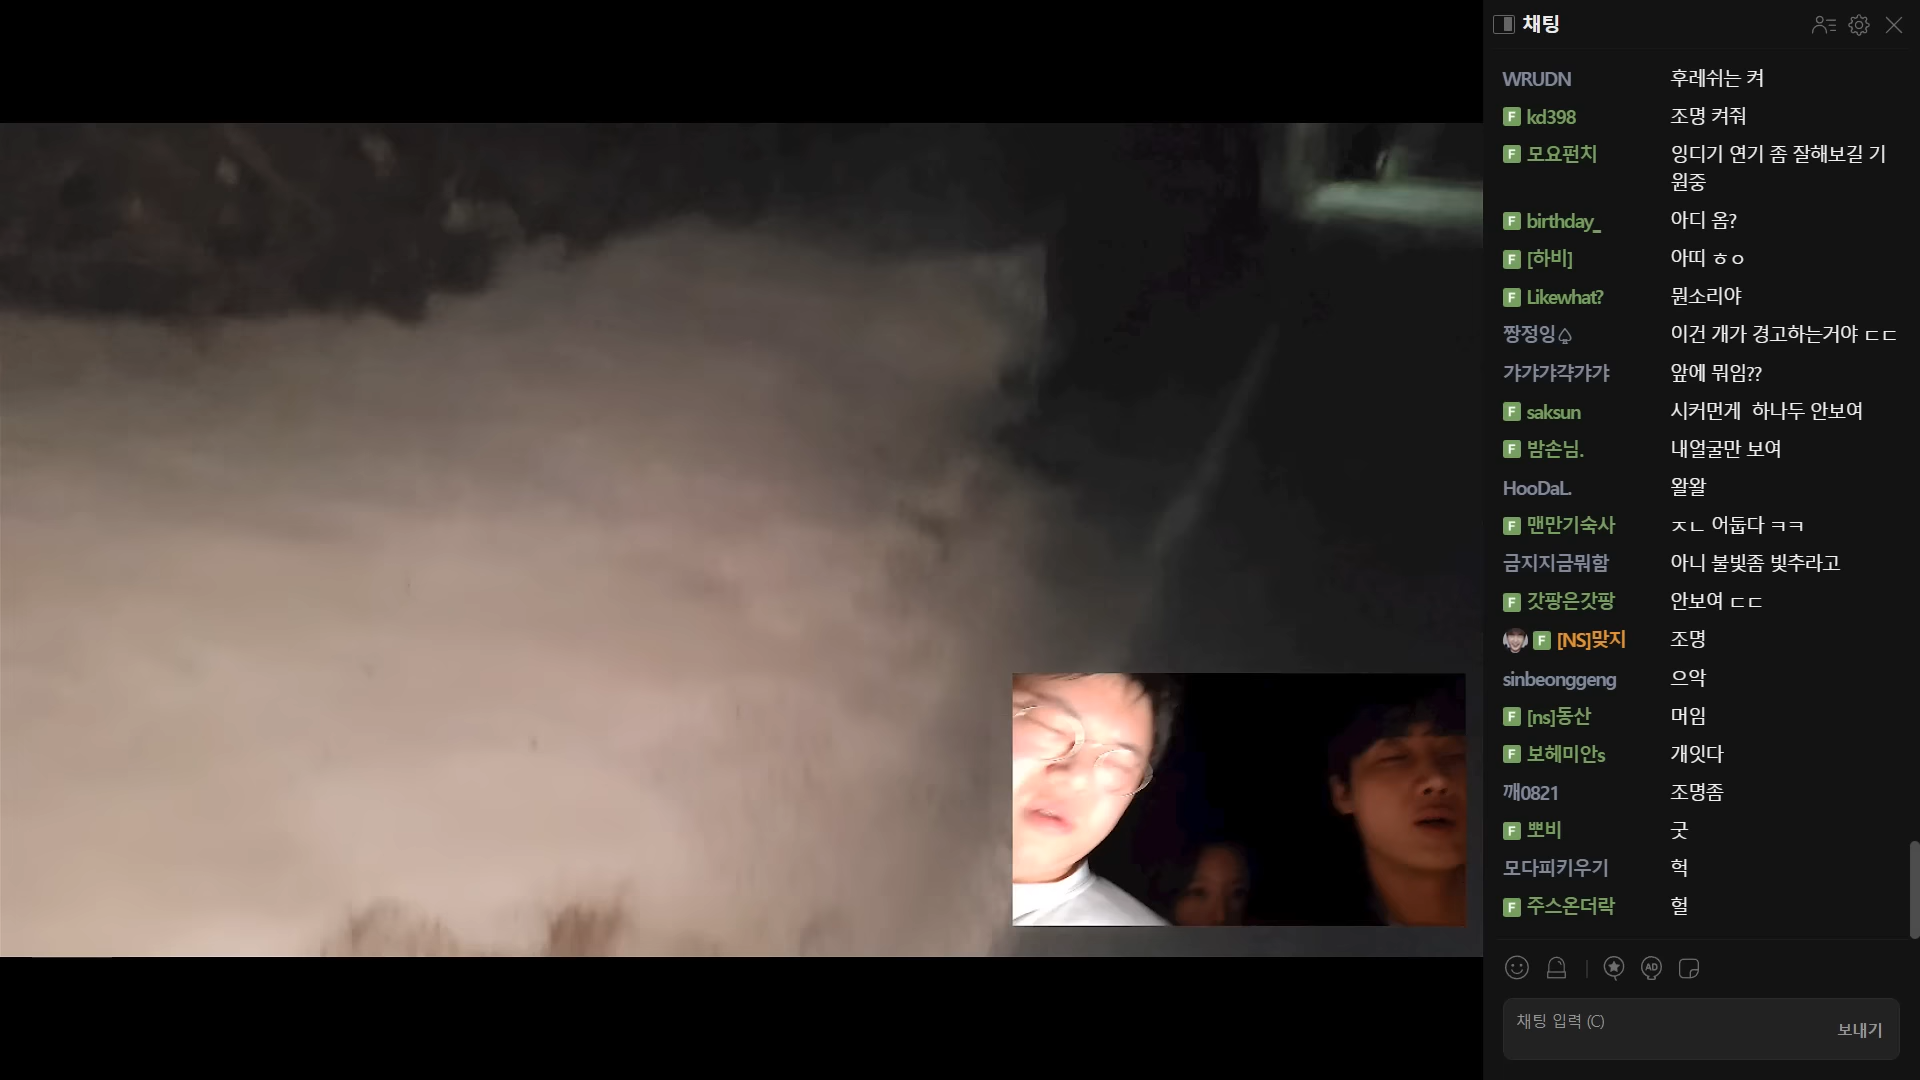 채팅
WRUDN 후레쉬는 켜
F kd398 조명 켜줘
F 모요펀치 잉디기 연기 좀 잘해보길 기
원중
F birthday_ 아디 옴?
F [하비] 아띠 ㅎㅇ
F Likewhat? 뭔소리야
짱정잉♤ 이건 개가 경고하는거야 ㄷㄷ
갸갸갸갹갸갸 앞에 뭐임??
F saksun 시커먼게 하나두 안보여
F 밤손님. 내얼굴만 보여
HooDaL. 왈왈
F 맨만기숙사 ㅈㄴ 어둡다 ㅋㅋ
금지지금뭐함 아니 불빛좀 빛추라고
F 갓팡은갓팡 안보여 ㄷㄷ
F [NS]맞지 조명
sinbeonggeng 으악
F [ns]동산 머임
F 보헤미안s 개잇다
깨0821 조명좀
F 뽀비 굿
모다피키우기 헉
F 주스온더락 헐
AD
채팅 입력 (C)
보내기